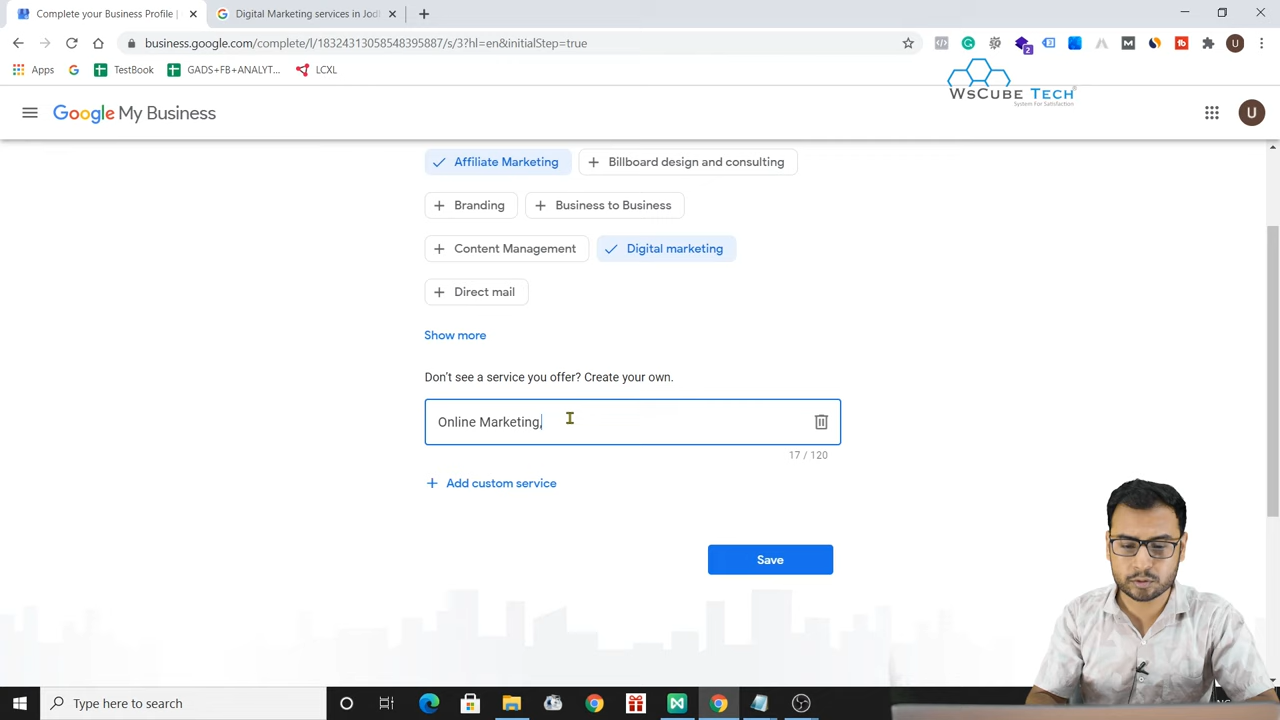 Complete your Business Profile |
Digital Marketing services in Jod
business.google.com/complete/l/18324313058548395887/s/3?hl=en&initialStep=true
2
U
Apps
TestBook
GADS+FB+ANALYT...
LCXL
WsCube Tech
System For Satisfaction
Google My Business
U
Affiliate Marketing
Billboard design and consulting
Branding
Business to Business
Content Management
Digital marketing
Direct mail
Show more
Don't see a service you offer? Create your own.
Online Marketing,
17 / 120
Add custom service
Save
Type here to search